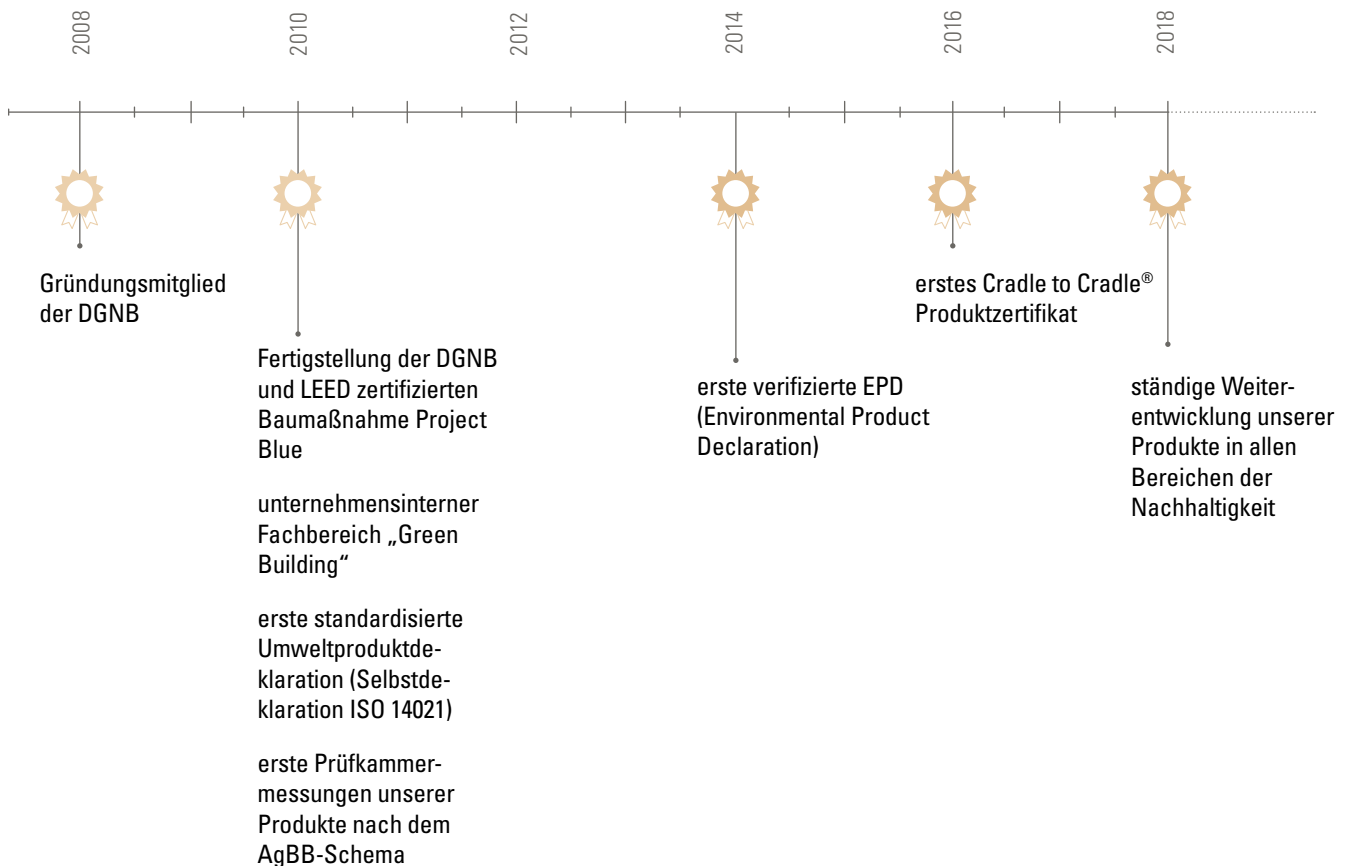 2008
2010
2012
2014
2016
2018
Gründungsmitglied
der DGNB
Fertigstellung der DGNB
und LEED zertifizierten
Baumaßnahme Project
Blue
unternehmensinterner
Fachbereich „Green
Building“
erste standardisierte
Umweltproduktde-
klaration (Selbstde-
klaration ISO 14021)
erste Prüfkammer-
messungen unserer
Produkte nach dem
AgBB-Schema
erste verifizierte EPD
(Environmental Product
Declaration)
erstes Cradle to Cradle®
Produktzertifikat
ständige Weiter-
entwicklung unserer
Produkte in allen
Bereichen der
Nachhaltigkeit